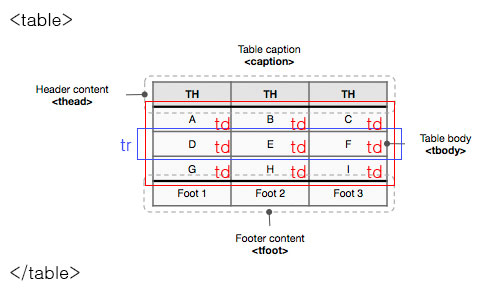 <table>
Table caption
<caption>
Header content
<thead>
TH TH TH
A td B td C td
tr D td E td F td
Table body
<tbody>
G td H td I td
Foot 1 Foot 2 Foot 3
Footer content
<tfoot>
</table>